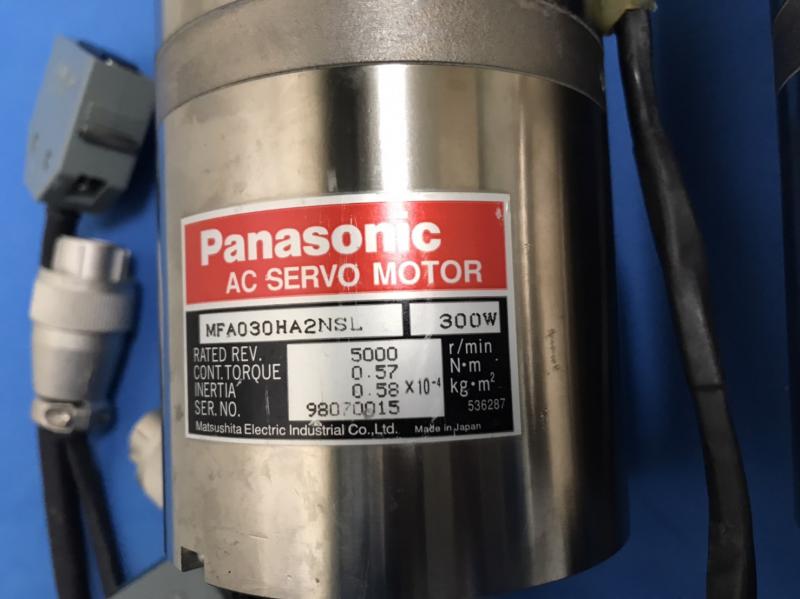 Panasonic
AC SERVO MOTOR
MFA030HA2NSL 300W
RATED REV. 5000 r/min
CONT.TORQUE 0.57 N·m
INERTIA 0.58 ×10⁻⁴ kg·m²
SER.NO. 98070015 536287
Matsushita Electric Industrial Co.,Ltd. Made in Japan